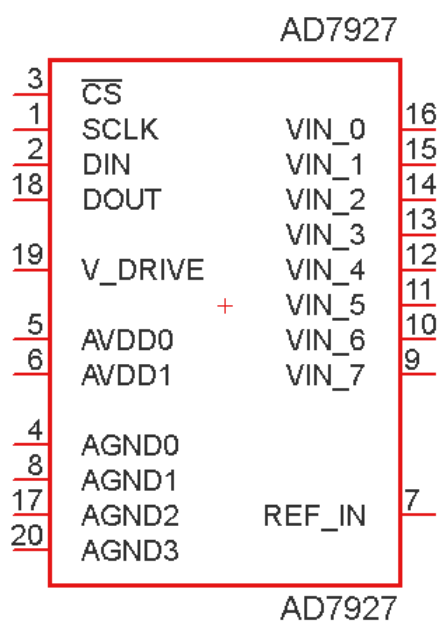 AD7927
3 C̅S̅
1 SCLK VIN_0 16
2 DIN VIN_1 15
18 DOUT VIN_2 14
VIN_3 13
19 V_DRIVE VIN_4 12
VIN_5 11
5 AVDD0 VIN_6 10
6 AVDD1 VIN_7 9
4 AGND0
8 AGND1
17 AGND2 REF_IN 7
20 AGND3
AD7927